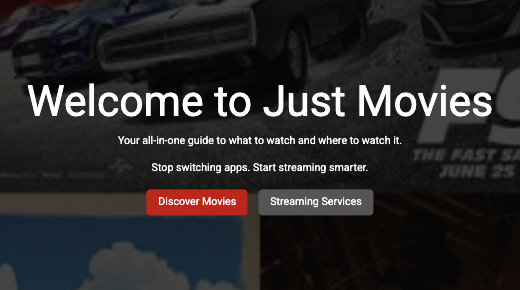 Welcome to Just Movies
Your all-in-one guide to what to watch and where to watch it.
Stop switching apps. Start streaming smarter.
Discover Movies
Streaming Services
F9
THE FAST SA
JUNE 25